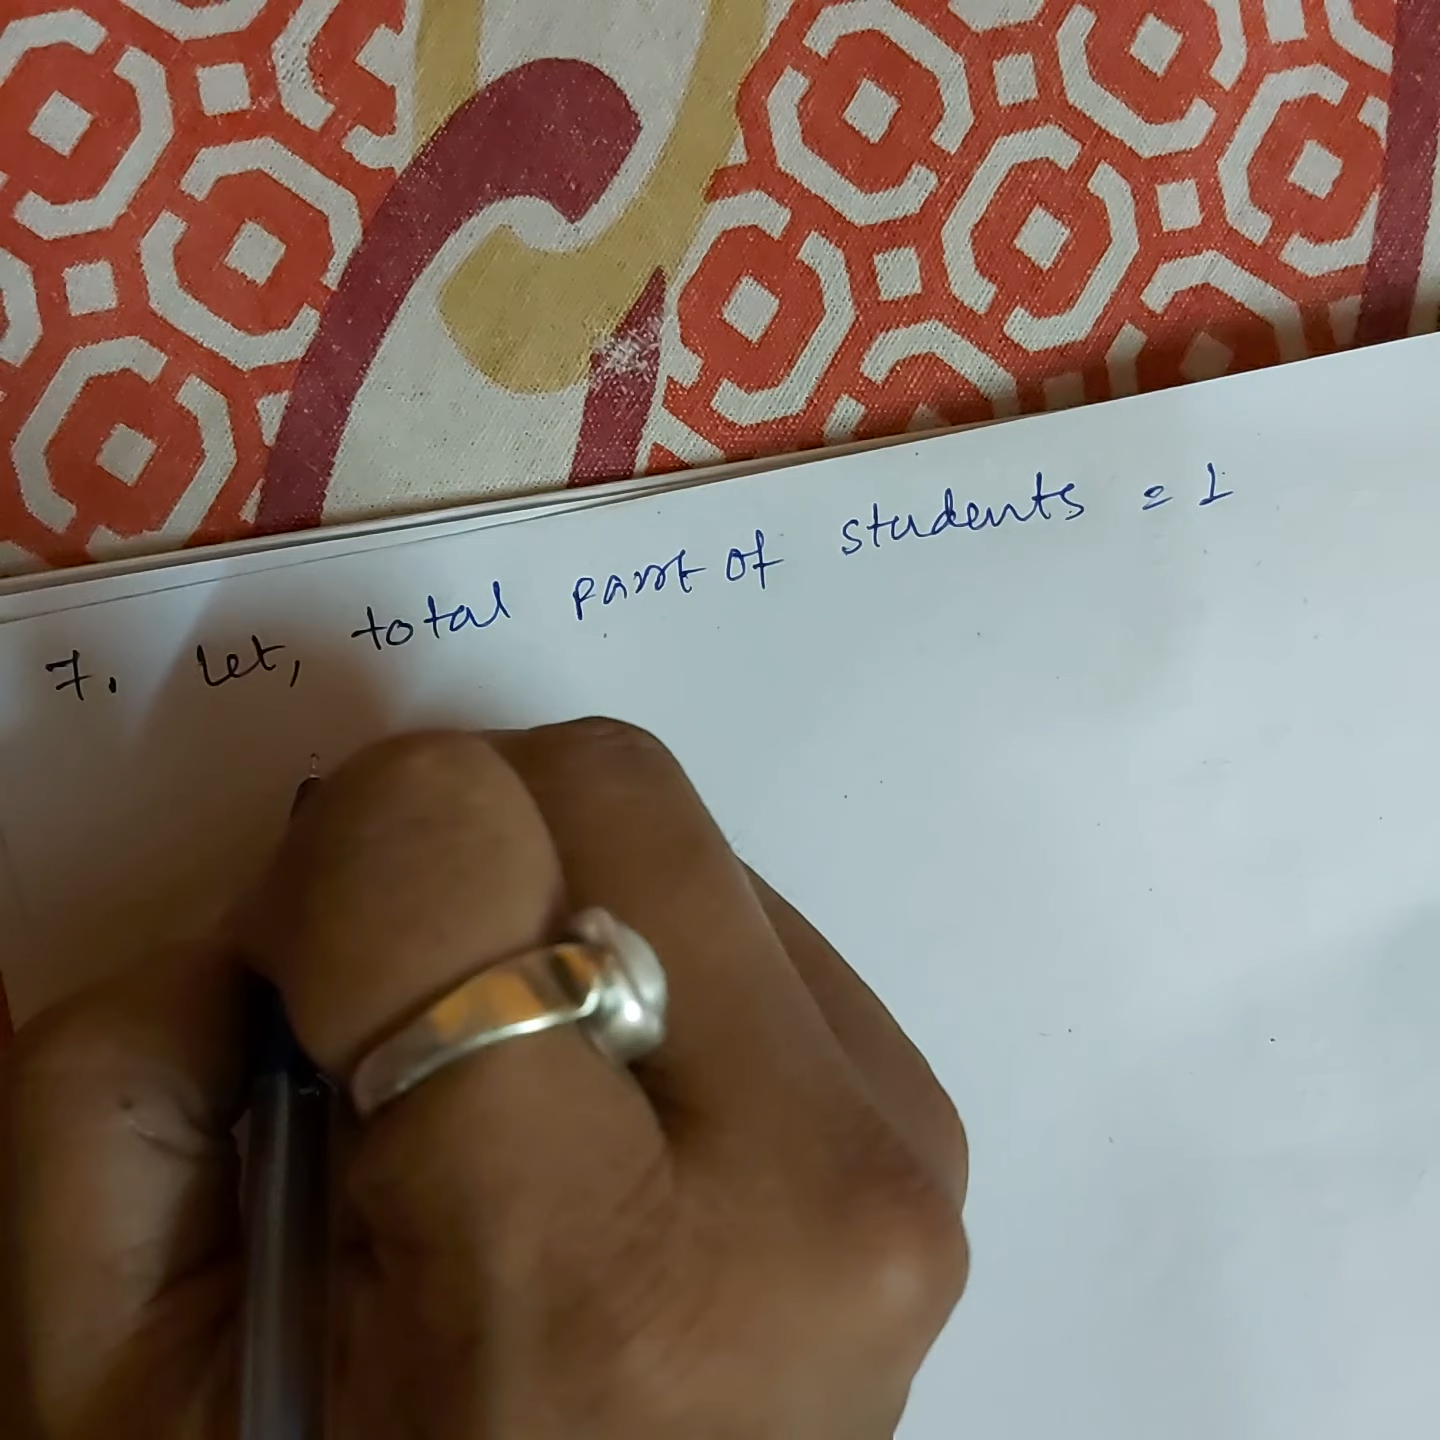 7. Let, total part of students = 1